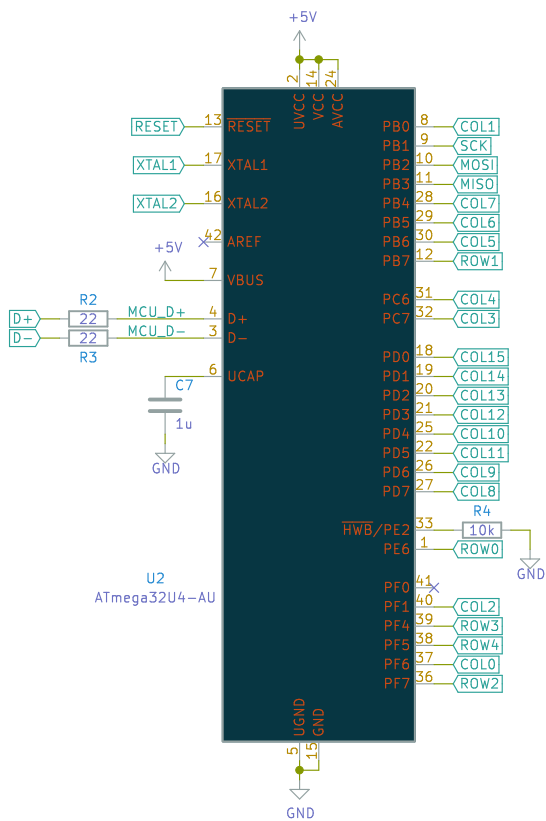 +5V
2
14
24
UVCC
VCC
AVCC
RESET 13 RESET
XTAL1 17 XTAL1
XTAL2 16 XTAL2
42 AREF
+5V
7 VBUS
R2
D+ 22 MCU_D+ 4 D+
D- 22 MCU_D- 3 D-
R3
6 UCAP
C7
1u
GND
PB0 8 COL1
PB1 9 SCK
PB2 10 MOSI
PB3 11 MISO
PB4 28 COL7
PB5 29 COL6
PB6 30 COL5
PB7 12 ROW1
PC6 31 COL4
PC7 32 COL3
PD0 18 COL15
PD1 19 COL14
PD2 20 COL13
PD3 21 COL12
PD4 25 COL10
PD5 22 COL11
PD6 26 COL9
PD7 27 COL8
R4
HWB/PE2 33 10k
PE6 1 ROW0
GND
PF0 41
PF1 40 COL2
PF4 39 ROW3
PF5 38 ROW4
PF6 37 COL0
PF7 36 ROW2
U2
ATmega32U4-AU
UGND
GND
5
15
GND